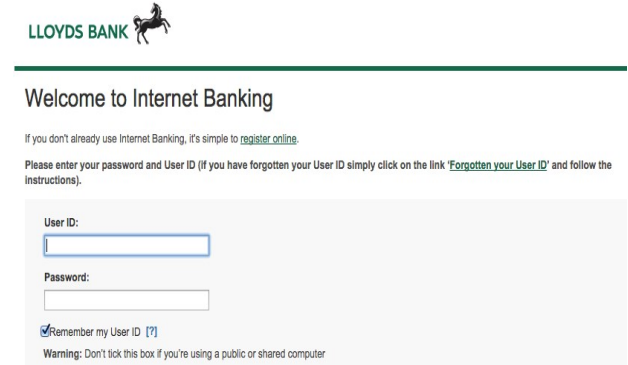 LLOYDS BANK
Welcome to Internet Banking
If you don't already use Internet Banking, it's simple to register online.
Please enter your password and User ID (if you have forgotten your User ID simply click on the link 'Forgotten your User ID' and follow the
instructions).
User ID:
Password:
Remember my User ID [?]
Warning: Don't tick this box if you're using a public or shared computer